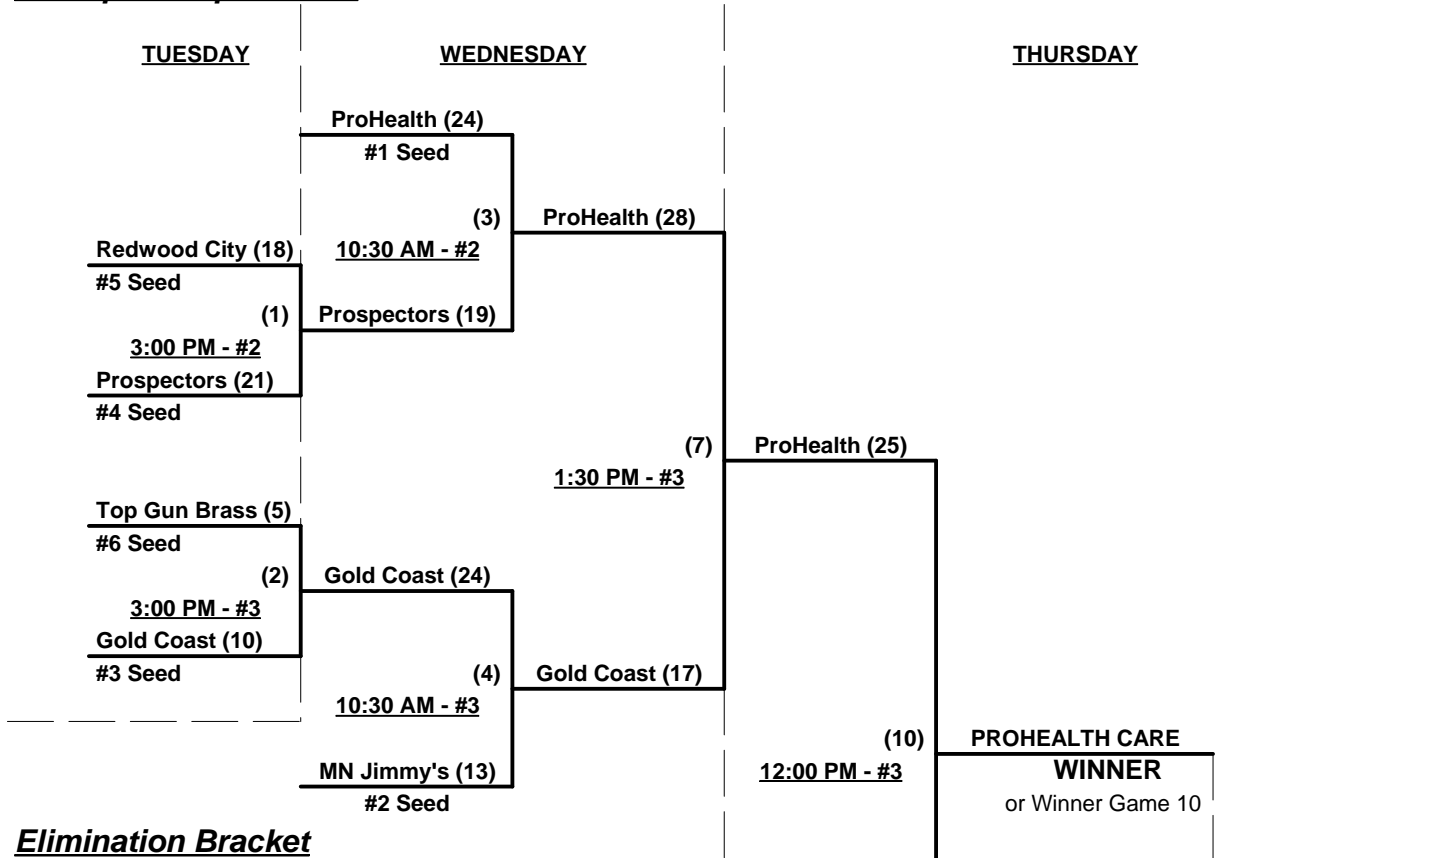 TUESDAY
WEDNESDAY
THURSDAY
ProHealth (24)
#1 Seed
(3)
ProHealth (28)
Redwood City (18)
10:30 AM - #2
#5 Seed
(1)
Prospectors (19)
3:00 PM - #2
Prospectors (21)
#4 Seed
(7)
ProHealth (25)
1:30 PM - #3
Top Gun Brass (5)
#6 Seed
(2)
Gold Coast (24)
3:00 PM - #3
Gold Coast (10)
#3 Seed
(4)
Gold Coast (17)
10:30 AM - #3
(10)
PROHEALTH CARE
MN Jimmy's (13)
12:00 PM - #3
WINNER
#2 Seed
or Winner Game 10
Elimination Bracket